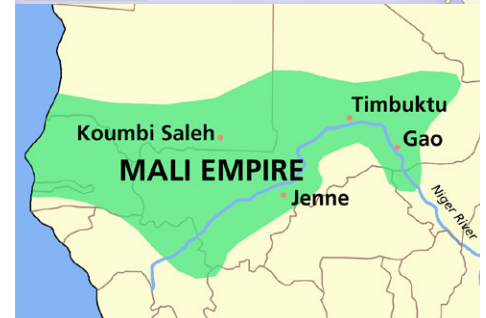 Timbuktu
Koumbi Saleh
Gao
MALI EMPIRE
Jenne
Niger River